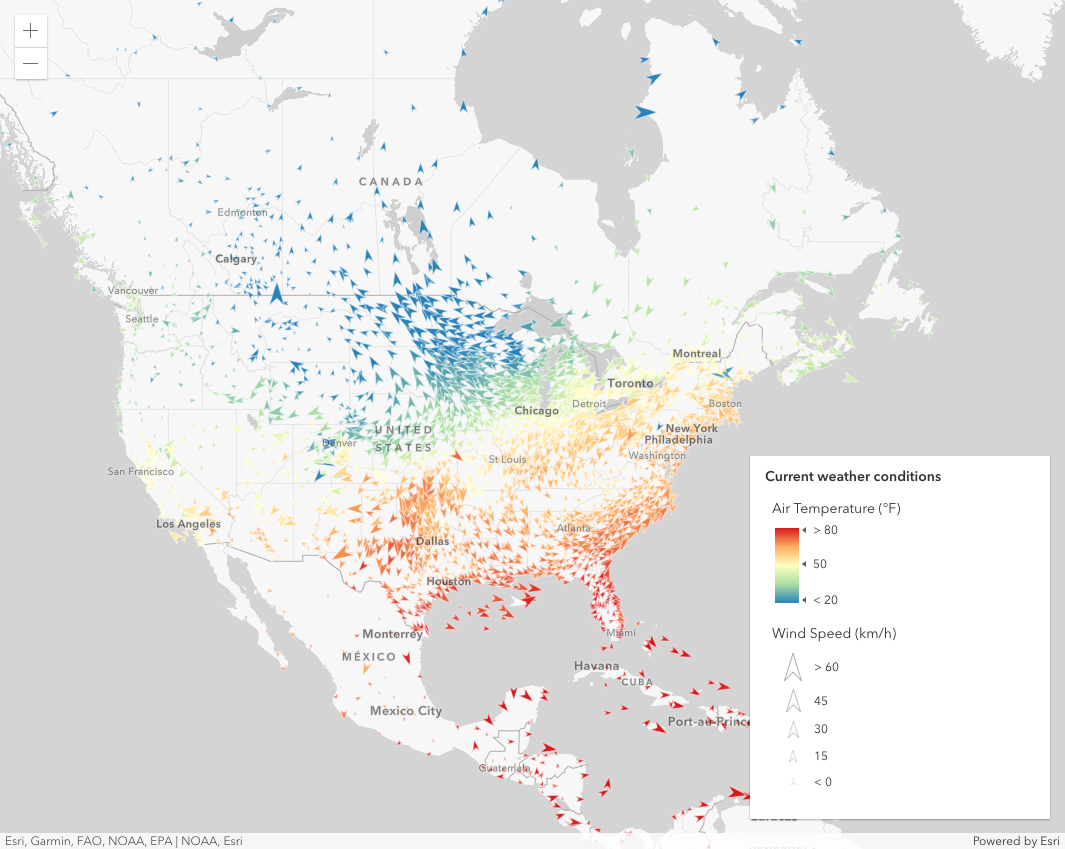 +
−
CANADA
Edmonton
Calgary
Vancouver
Seattle
Montreal
Toronto
Detroit
Chicago
Boston
New York
Philadelphia
Washington
UNITED
STATES
Denver
St Louis
San Francisco
Los Angeles
Atlanta
Dallas
Houston
Monterrey
MÉXICO
Mexico City
Miami
Havana
CUBA
Port-au-Prince
Guatemala
Current weather conditions
Air Temperature (°F)
> 80
50
< 20
Wind Speed (km/h)
> 60
45
30
15
< 0
Esri, Garmin, FAO, NOAA, EPA | NOAA, Esri
Powered by Esri